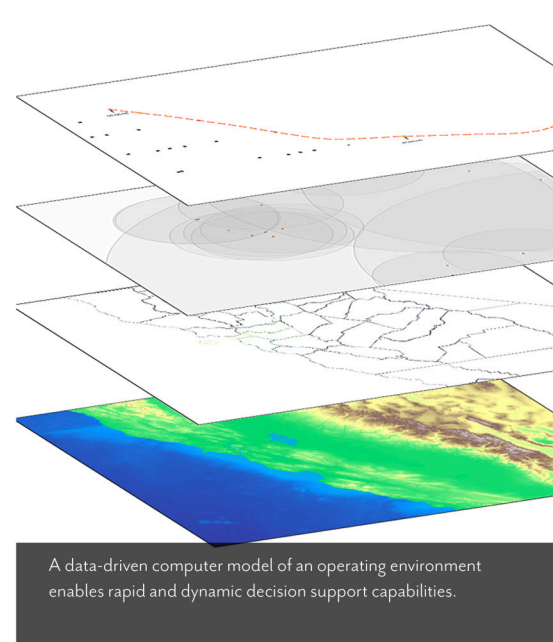 A data-driven computer model of an operating environment
enables rapid and dynamic decision support capabilities.